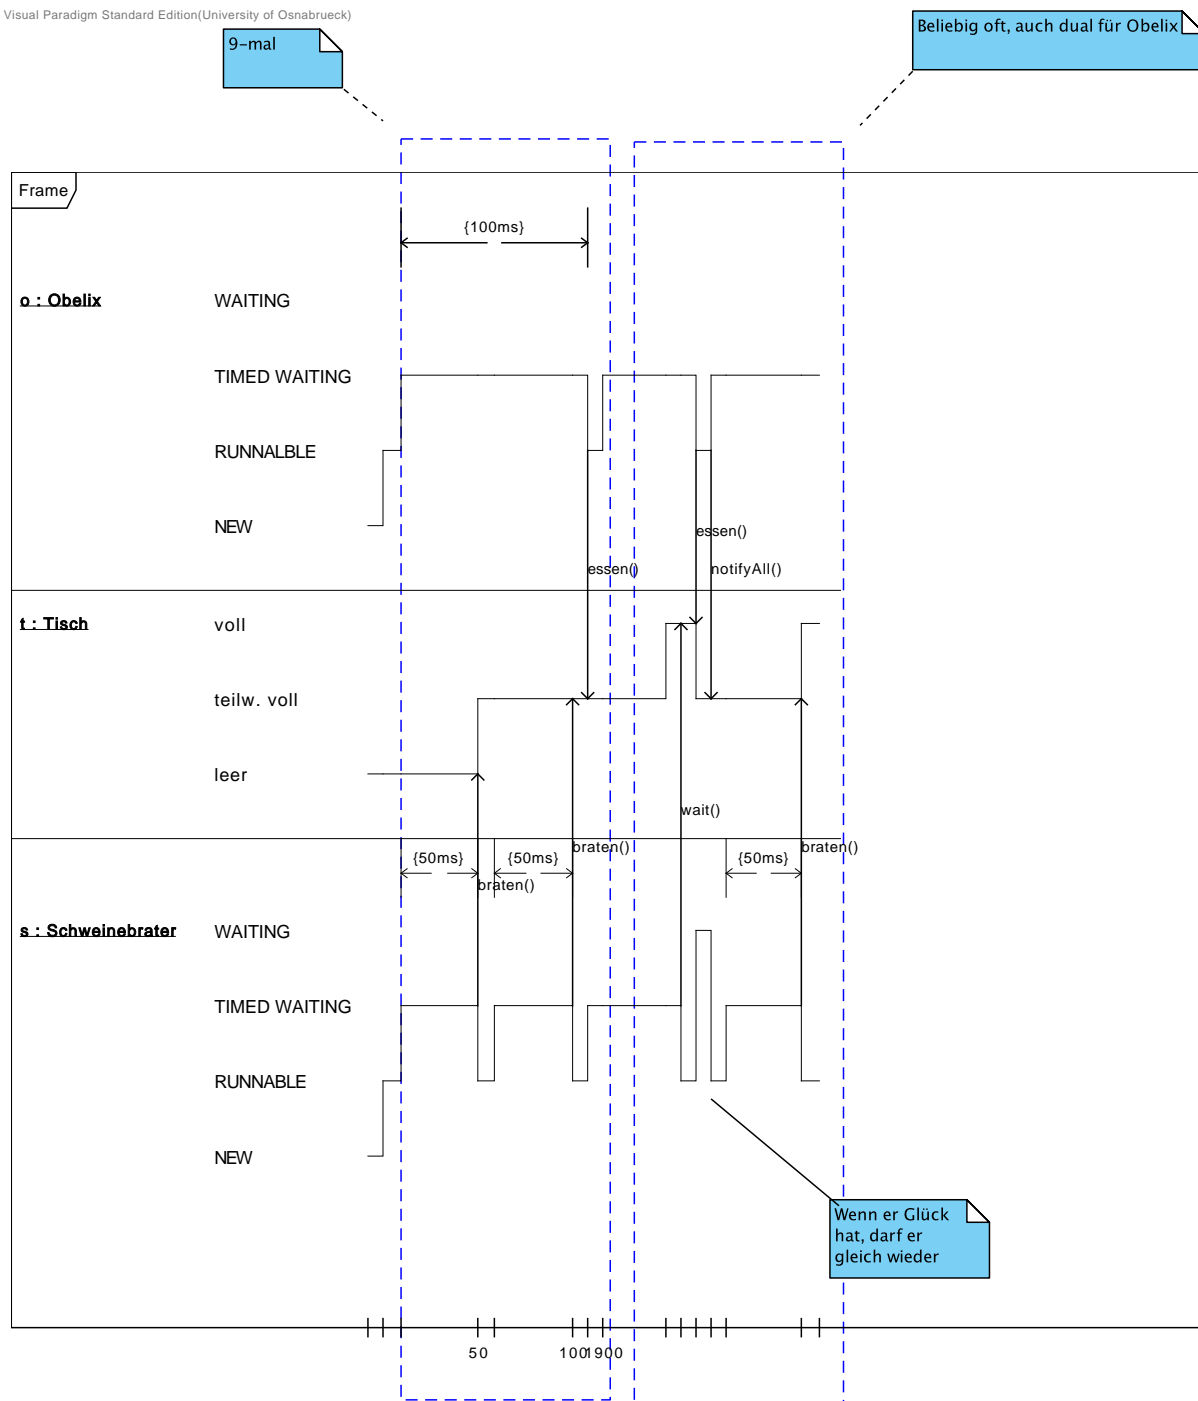 Visual Paradigm Standard Edition(University of Osnabrueck)
9-mal
Beliebig oft, auch dual für Obelix
Frame
{100ms}
o : Obelix
WAITING
TIMED WAITING
RUNNALBLE
NEW
essen()
essen()
notifyAll()
t : Tisch
voll
teilw. voll
leer
wait()
braten()
braten()
{50ms}
{50ms}
{50ms}
braten()
s : Schweinebrater
WAITING
TIMED WAITING
RUNNABLE
NEW
Wenn er Glück
hat, darf er
gleich wieder
50
100
1900